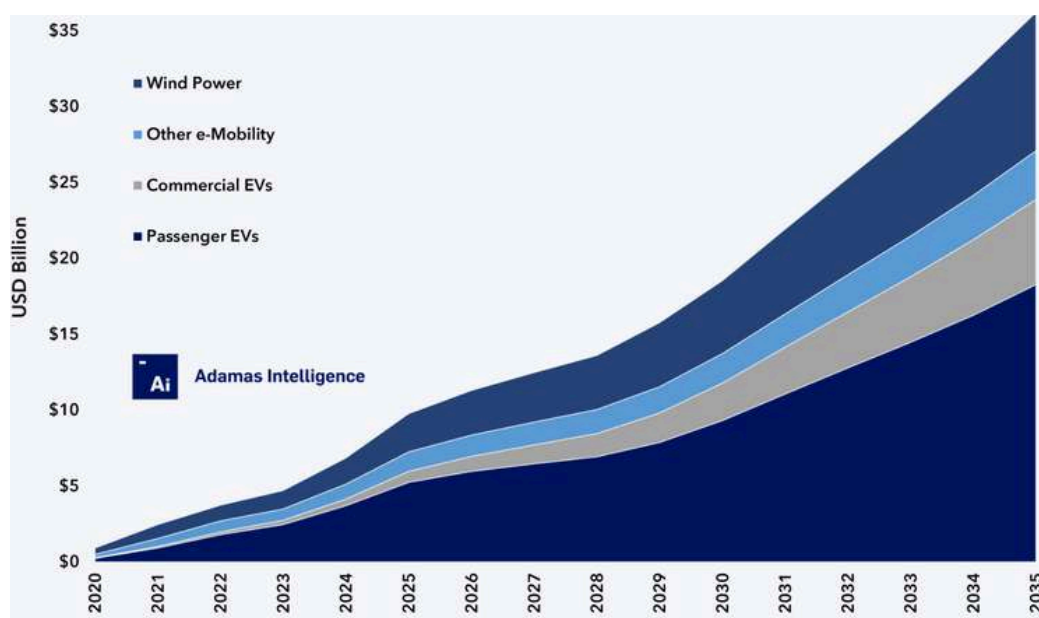 $35
$30
$25
$20
$15
$10
$5
$0
USD Billion
Wind Power
Other e-Mobility
Commercial EVs
Passenger EVs
Ai Adamas Intelligence
2020 2021 2022 2023 2024 2025 2026 2027 2028 2029 2030 2031 2032 2033 2034 2035